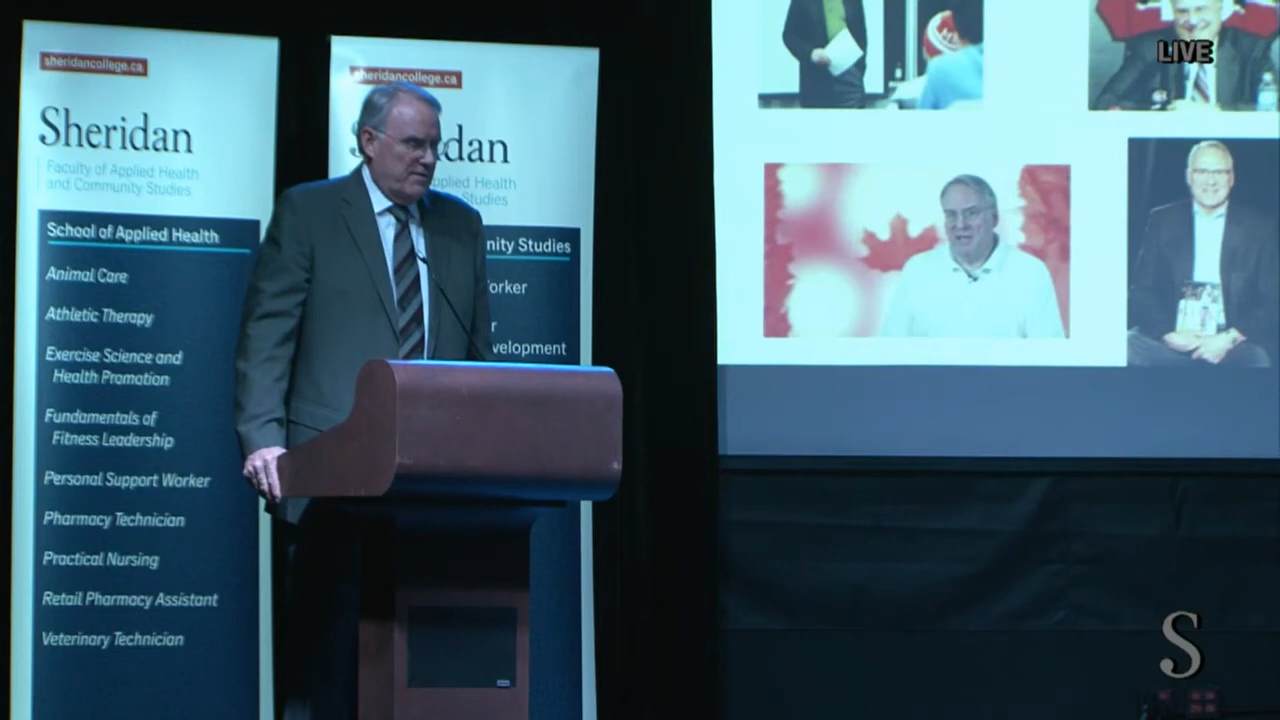 sheridancollege.ca
Sheridan
Faculty of Applied Health
and Community Studies
School of Applied Health
Animal Care
Athletic Therapy
Exercise Science and
Health Promotion
Fundamentals of
Fitness Leadership
Personal Support Worker
Pharmacy Technician
Practical Nursing
Retail Pharmacy Assistant
Veterinary Technician
sheridancollege.ca
dan
pplied Health
Studies
nity Studies
orker
r
velopment
LIVE
S